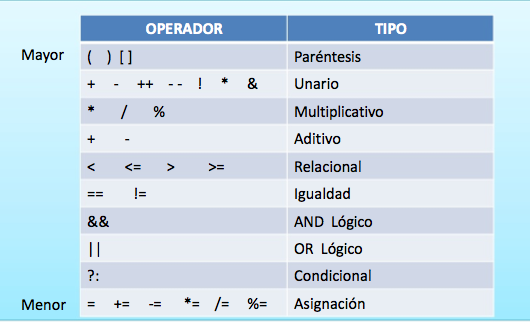 OPERADOR TIPO
Mayor ( ) [ ] Paréntesis
+ - ++ - - ! * & Unario
* / % Multiplicativo
+ - Aditivo
< <= > >= Relacional
== != Igualdad
&& AND Lógico
|| OR Lógico
?: Condicional
Menor = += -= *= /= %= Asignación